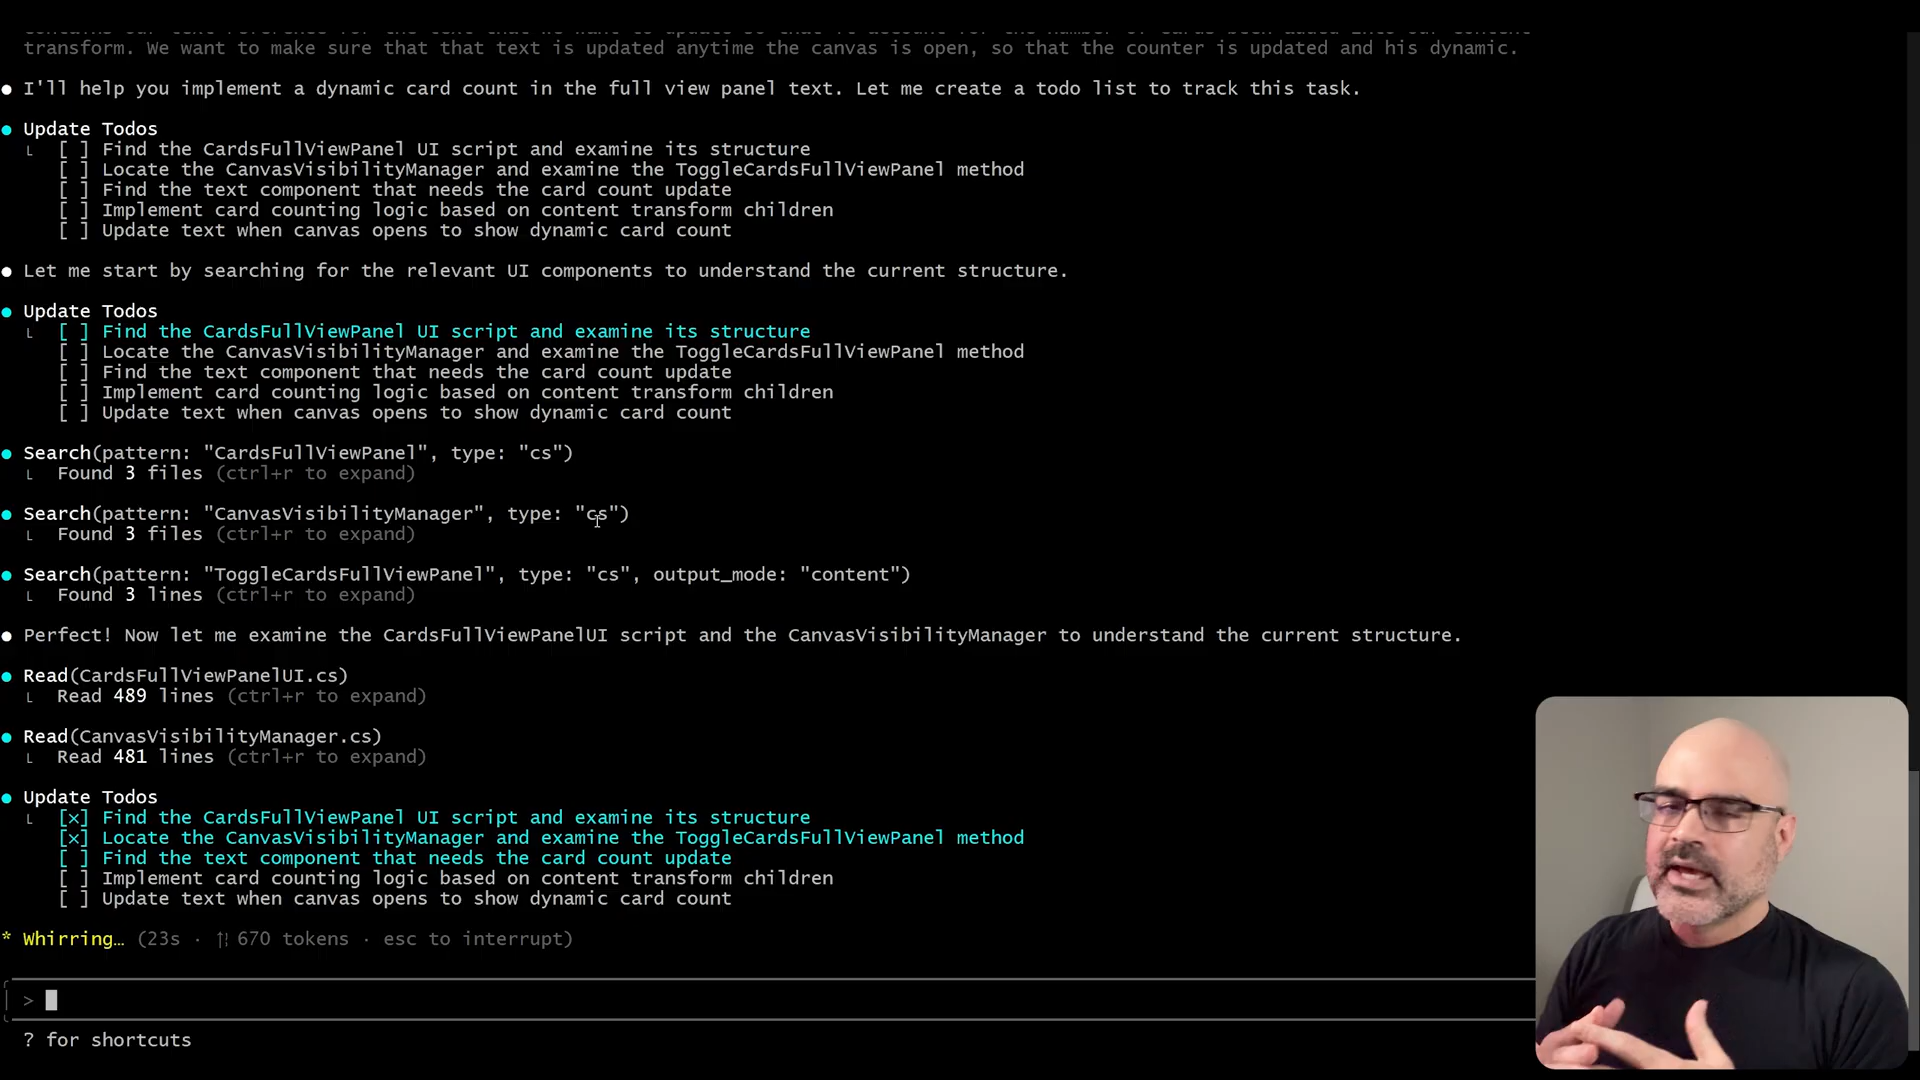 transform. We want to make sure that that text is updated anytime the canvas is open, so that the counter is updated and his dynamic.
● I'll help you implement a dynamic card count in the full view panel text. Let me create a todo list to track this task.
● Update Todos
└ [ ] Find the CardsFullViewPanel UI script and examine its structure
[ ] Locate the CanvasVisibilityManager and examine the ToggleCardsFullViewPanel method
[ ] Find the text component that needs the card count update
[ ] Implement card counting logic based on content transform children
[ ] Update text when canvas opens to show dynamic card count
● Let me start by searching for the relevant UI components to understand the current structure.
● Update Todos
└ [ ] Find the CardsFullViewPanel UI script and examine its structure
[ ] Locate the CanvasVisibilityManager and examine the ToggleCardsFullViewPanel method
[ ] Find the text component that needs the card count update
[ ] Implement card counting logic based on content transform children
[ ] Update text when canvas opens to show dynamic card count
● Search(pattern: "CardsFullViewPanel", type: "cs")
└ Found 3 files (ctrl+r to expand)
● Search(pattern: "CanvasVisibilityManager", type: "cs")
└ Found 3 files (ctrl+r to expand)
● Search(pattern: "ToggleCardsFullViewPanel", type: "cs", output_mode: "content")
└ Found 3 lines (ctrl+r to expand)
● Perfect! Now let me examine the CardsFullViewPanelUI script and the CanvasVisibilityManager to understand the current structure.
● Read(CardsFullViewPanelUI.cs)
└ Read 489 lines (ctrl+r to expand)
● Read(CanvasVisibilityManager.cs)
└ Read 481 lines (ctrl+r to expand)
● Update Todos
└ [×] Find the CardsFullViewPanel UI script and examine its structure
[×] Locate the CanvasVisibilityManager and examine the ToggleCardsFullViewPanel method
[ ] Find the text component that needs the card count update
[ ] Implement card counting logic based on content transform children
[ ] Update text when canvas opens to show dynamic card count
* Whirring… (23s · 670 tokens · esc to interrupt)
>
? for shortcuts